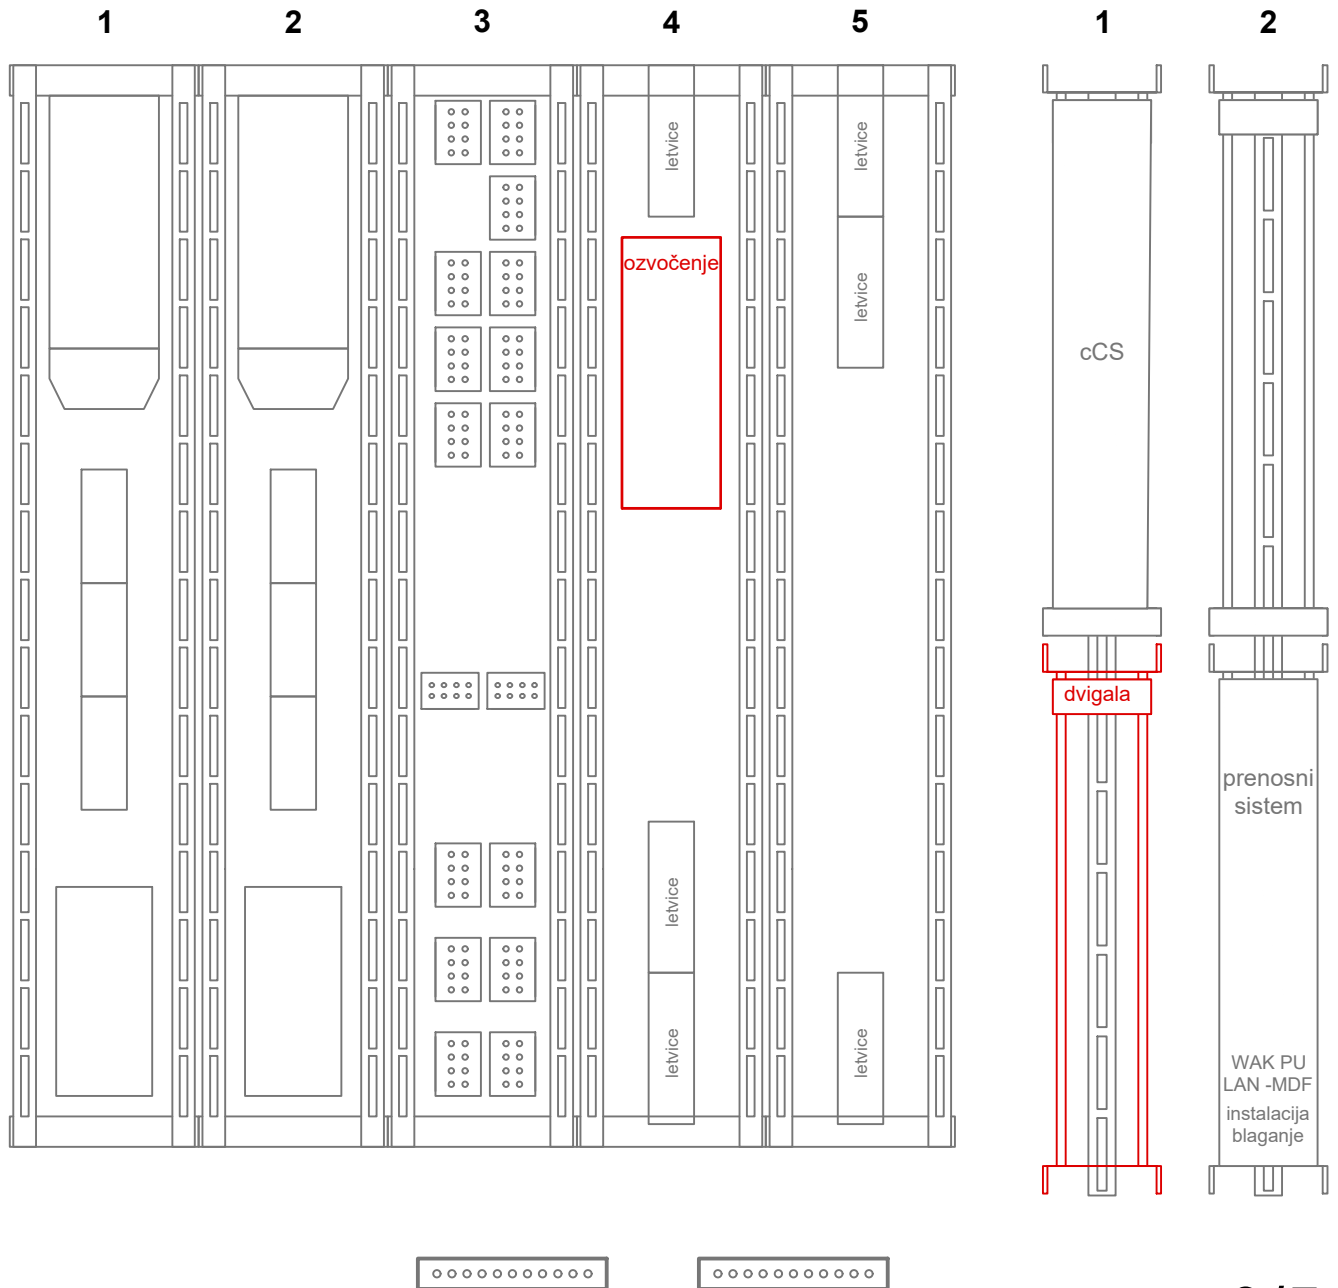 1 2 3 4 5 1 2
letvice
letvice
ozvočenje
letvice
cCS
dvigala
prenosni
sistem
letvice
letvice
letvice
WAK PU
LAN -MDF
instalacija
blaganje